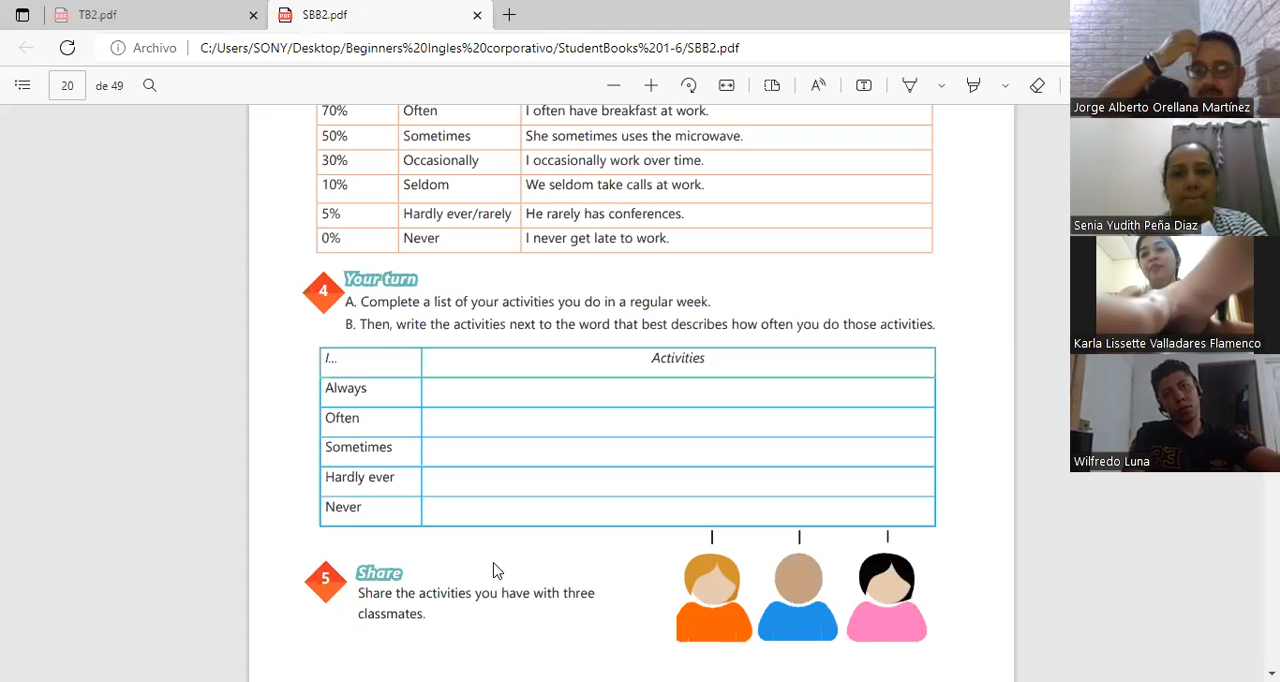 TB2.pdf
SBB2.pdf
Archivo
C:/Users/SONY/Desktop/Beginners%20Ingles%20corporativo/StudentBooks%201-6/SBB2.pdf
20
de 49
70% Often I often have breakfast at work.
50% Sometimes She sometimes uses the microwave.
30% Occasionally I occasionally work over time.
10% Seldom We seldom take calls at work.
5% Hardly ever/rarely He rarely has conferences.
0% Never I never get late to work.
4 Your turn
A. Complete a list of your activities you do in a regular week.
B. Then, write the activities next to the word that best describes how often you do those activities.
I... Activities
Always
Often
Sometimes
Hardly ever
Never
5 Share
Share the activities you have with three
classmates.
Jorge Alberto Orellana Martínez
Senia Yudith Peña Diaz
Karla Lissette Valladares Flamenco
Wilfredo Luna